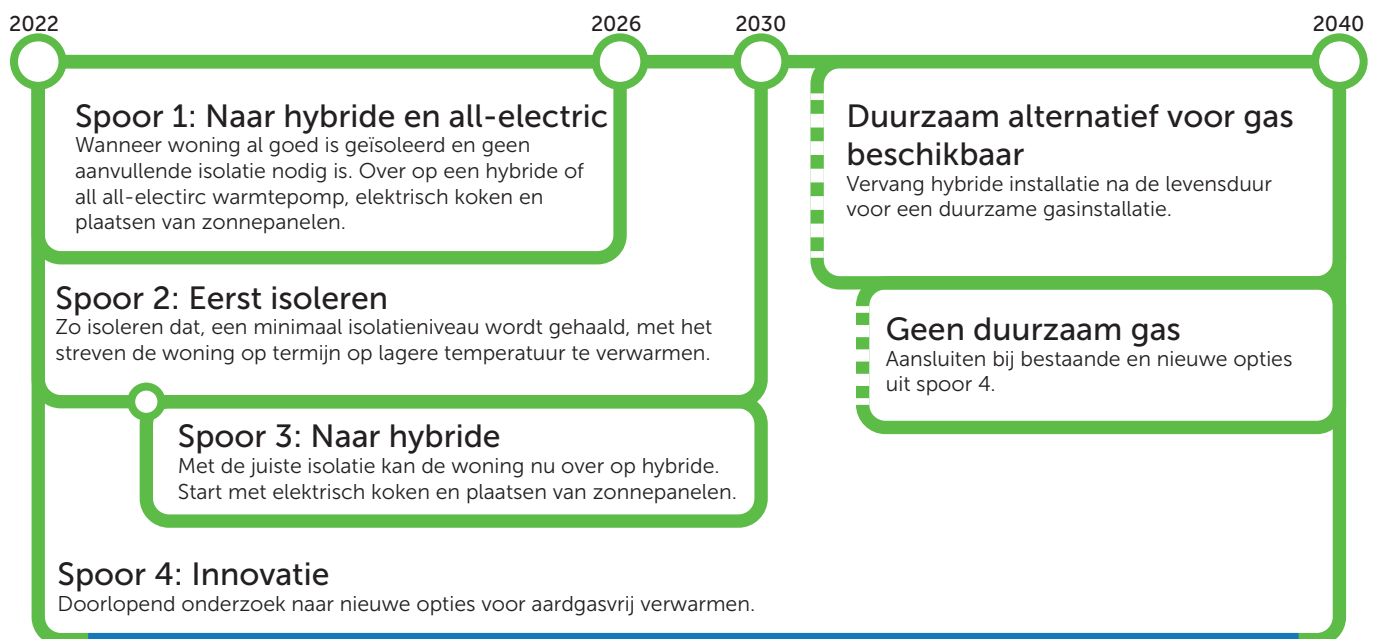 2022 2026 2030 2040
Spoor 1: Naar hybride en all-electric
Wanneer woning al goed is geïsoleerd en geen
aanvullende isolatie nodig is. Over op een hybride of
all all-electirc warmtepomp, elektrisch koken en
plaatsen van zonnepanelen.
Duurzaam alternatief voor gas
beschikbaar
Vervang hybride installatie na de levensduur
voor een duurzame gasinstallatie.
Spoor 2: Eerst isoleren
Zo isoleren dat, een minimaal isolatieniveau wordt gehaald, met het
streven de woning op termijn op lagere temperatuur te verwarmen.
Geen duurzaam gas
Aansluiten bij bestaande en nieuwe opties
uit spoor 4.
Spoor 3: Naar hybride
Met de juiste isolatie kan de woning nu over op hybride.
Start met elektrisch koken en plaatsen van zonnepanelen.
Spoor 4: Innovatie
Doorlopend onderzoek naar nieuwe opties voor aardgasvrij verwarmen.